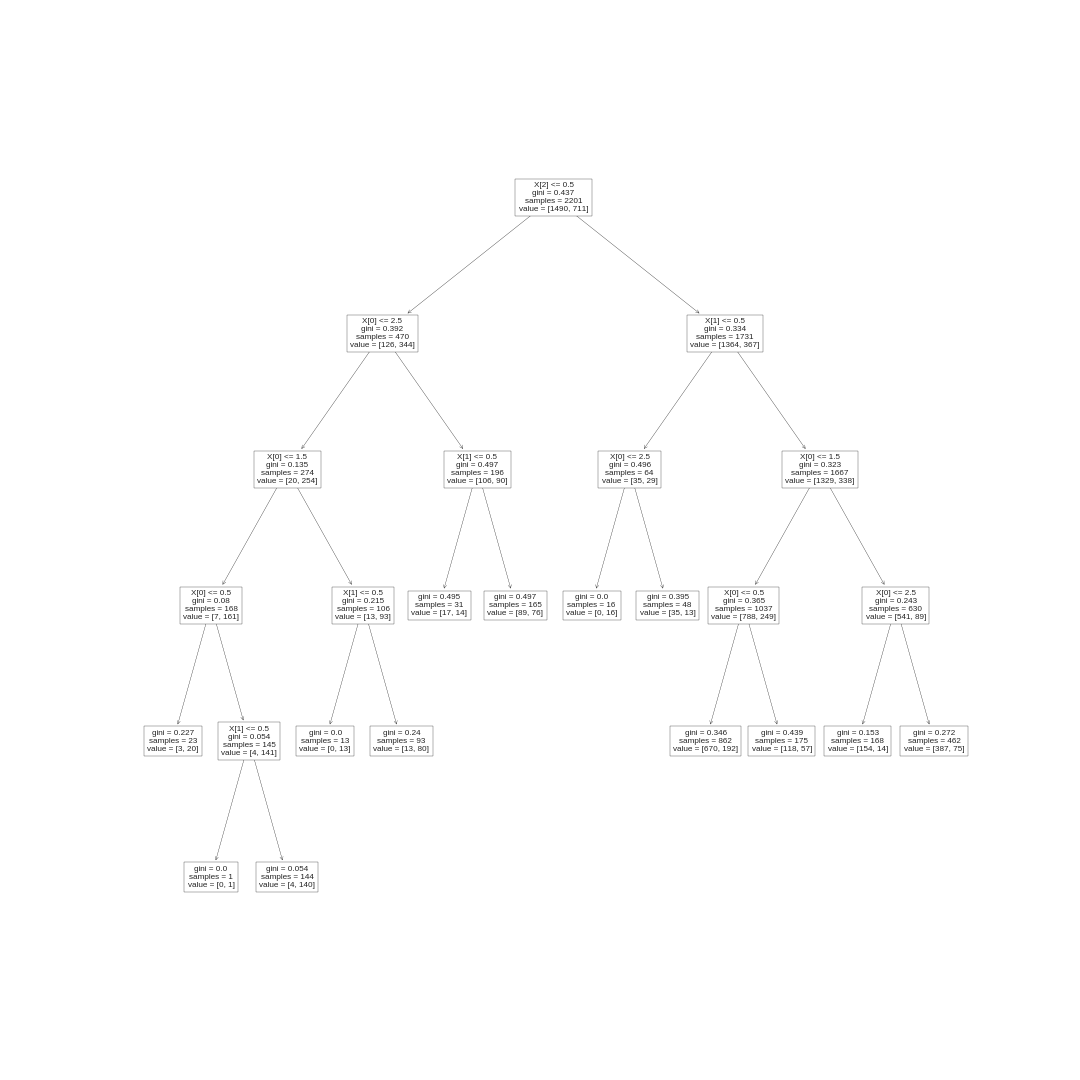 X[2] <= 0.5
gini = 0.437
samples = 2201
value = [1490, 711]
X[0] <= 2.5
gini = 0.392
samples = 470
value = [126, 344]
X[1] <= 0.5
gini = 0.334
samples = 1731
value = [1364, 367]
X[0] <= 1.5
gini = 0.135
samples = 274
value = [20, 254]
X[1] <= 0.5
gini = 0.497
samples = 196
value = [106, 90]
X[0] <= 2.5
gini = 0.496
samples = 64
value = [35, 29]
X[0] <= 1.5
gini = 0.323
samples = 1667
value = [1329, 338]
X[0] <= 0.5
gini = 0.08
samples = 168
value = [7, 161]
X[1] <= 0.5
gini = 0.215
samples = 106
value = [13, 93]
gini = 0.495
samples = 31
value = [17, 14]
gini = 0.497
samples = 165
value = [89, 76]
gini = 0.0
samples = 16
value = [0, 16]
gini = 0.395
samples = 48
value = [35, 13]
X[0] <= 0.5
gini = 0.365
samples = 1037
value = [788, 249]
X[0] <= 2.5
gini = 0.243
samples = 630
value = [541, 89]
gini = 0.227
samples = 23
value = [3, 20]
X[1] <= 0.5
gini = 0.054
samples = 145
value = [4, 141]
gini = 0.0
samples = 13
value = [0, 13]
gini = 0.24
samples = 93
value = [13, 80]
gini = 0.346
samples = 862
value = [670, 192]
gini = 0.439
samples = 175
value = [118, 57]
gini = 0.153
samples = 168
value = [154, 14]
gini = 0.272
samples = 462
value = [387, 75]
gini = 0.0
samples = 1
value = [0, 1]
gini = 0.054
samples = 144
value = [4, 140]